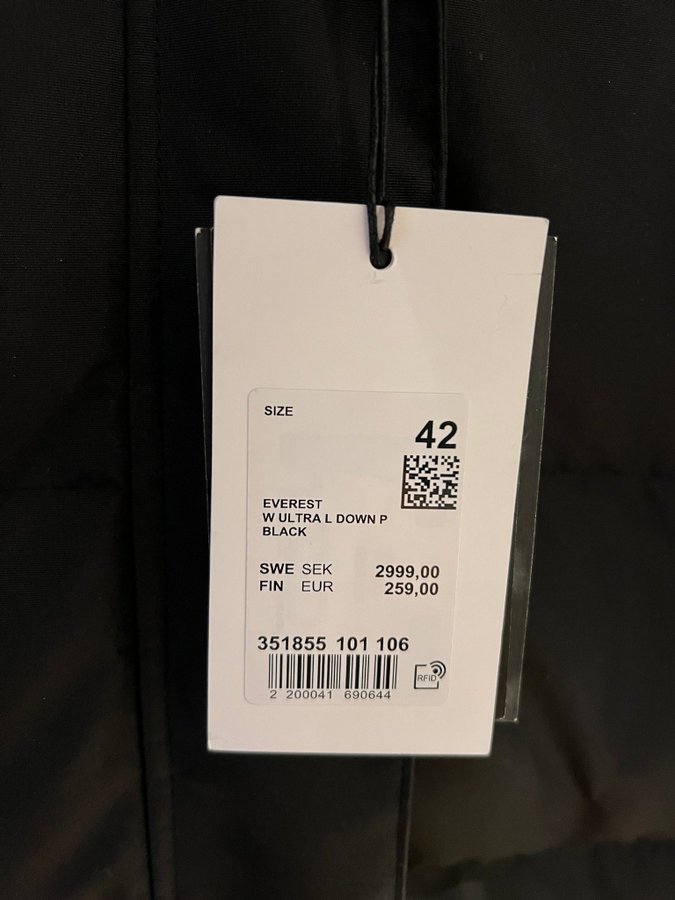 SIZE
42
EVEREST
W ULTRA L DOWN P
BLACK
SWE SEK 2999,00
FIN EUR 259,00
351855 101 106
RFID
2 200041 690644